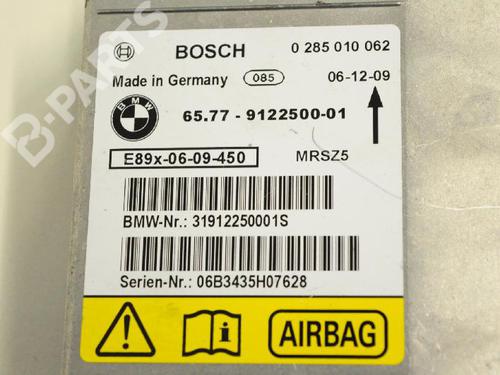 BOSCH 0 285 010 062
Made in Germany 085 06-12-09
BMW 65.77 - 9122500-01
E89x-06-09-450 MRSZ5
BMW-Nr.: 31912250001S
Serien-Nr.: 06B3435H07628
i AIRBAG
B-PARTS